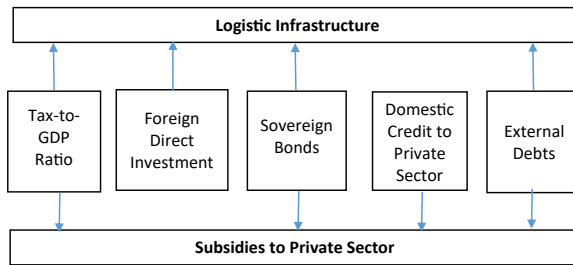 Logistic Infrastructure
Tax-to-
GDP
Ratio
Foreign
Direct
Investment
Sovereign
Bonds
Domestic
Credit to
Private
Sector
External
Debts
Subsidies to Private Sector